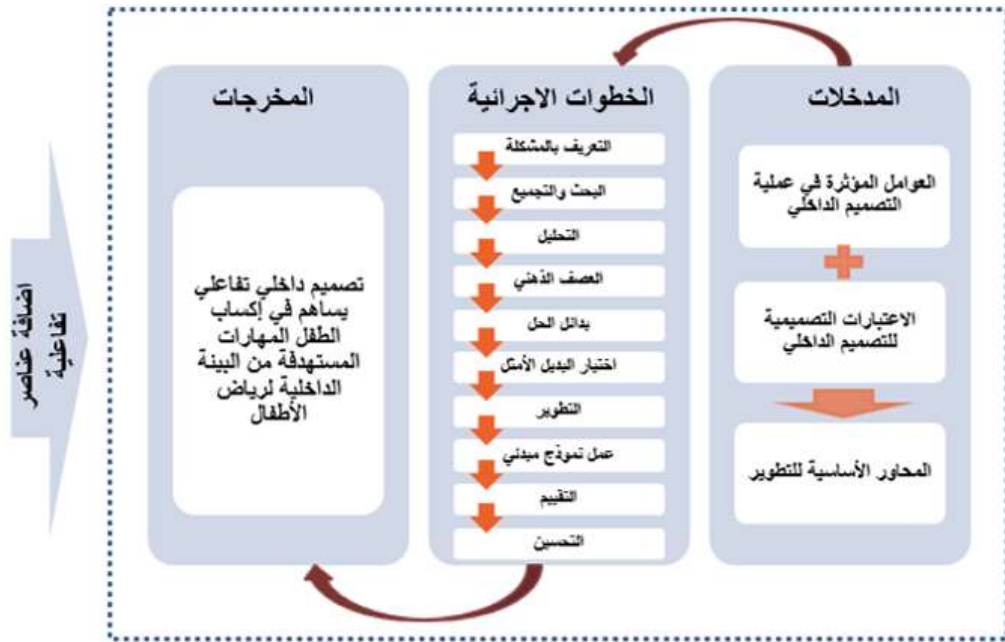 المدخلات
العوامل المؤثرة في عملية
التصميم الداخلي
الاعتبارات التصميمية
للتصميم الداخلي
المحاور الأساسية للتطوير
الخطوات الاجرائية
التعريف بالمشكلة
البحث والتجميع
التحليل
العصف الذهني
بدائل الحل
اختيار البديل الأمثل
التطوير
عمل نموذج مبدئي
التقييم
التحسين
المخرجات
تصميم داخلي تفاعلي
يساهم في إكساب
الطفل المهارات
المستهدفة من البيئة
الداخلية لرياض
الأطفال
اضافة عناصر
تفاعلية